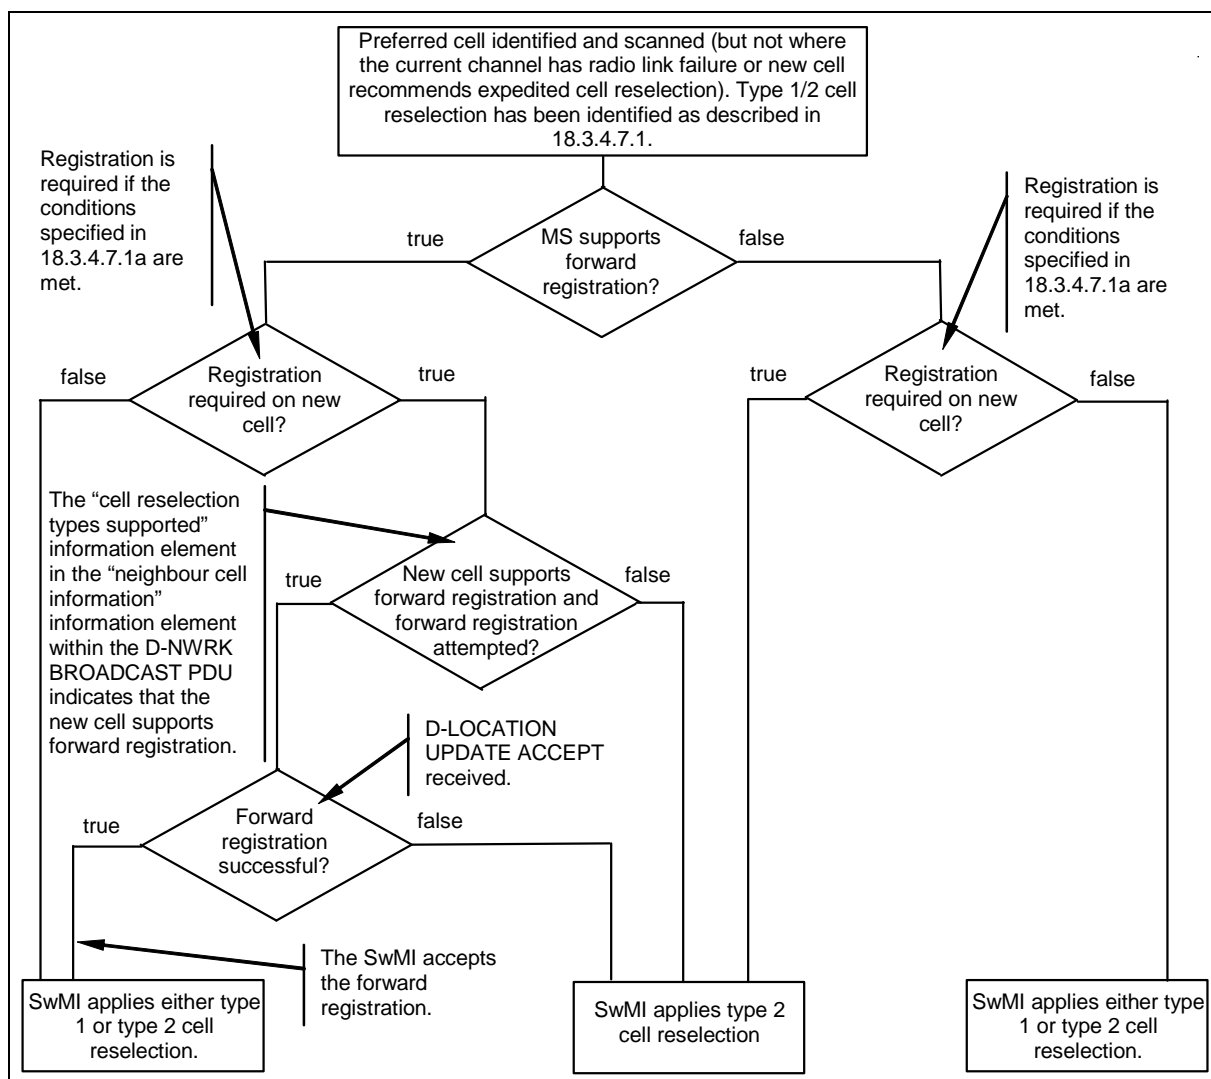 Preferred cell identified and scanned (but not where
the current channel has radio link failure or new cell
recommends expedited cell reselection). Type 1/2 cell
reselection has been identified as described in
18.3.4.7.1.
Registration is
required if the
conditions
specified in
18.3.4.7.1a are
met.
true
MS supports
forward
registration?
false
Registration is
required if the
conditions
specified in
18.3.4.7.1a are
met.
false
Registration
required on new
cell?
true
true
Registration
required on new
cell?
false
The “cell reselection
types supported”
information element
in the “neighbour cell
information”
information element
within the D-NWRK
BROADCAST PDU
indicates that the
new cell supports
forward registration.
true
New cell supports
forward registration and
forward registration
attempted?
false
D-LOCATION
UPDATE ACCEPT
received.
true
Forward
registration
successful?
false
The SwMI accepts
the forward
registration.
SwMI applies either type
1 or type 2 cell
reselection.
SwMI applies type 2
cell reselection
SwMI applies either type
1 or type 2 cell
reselection.